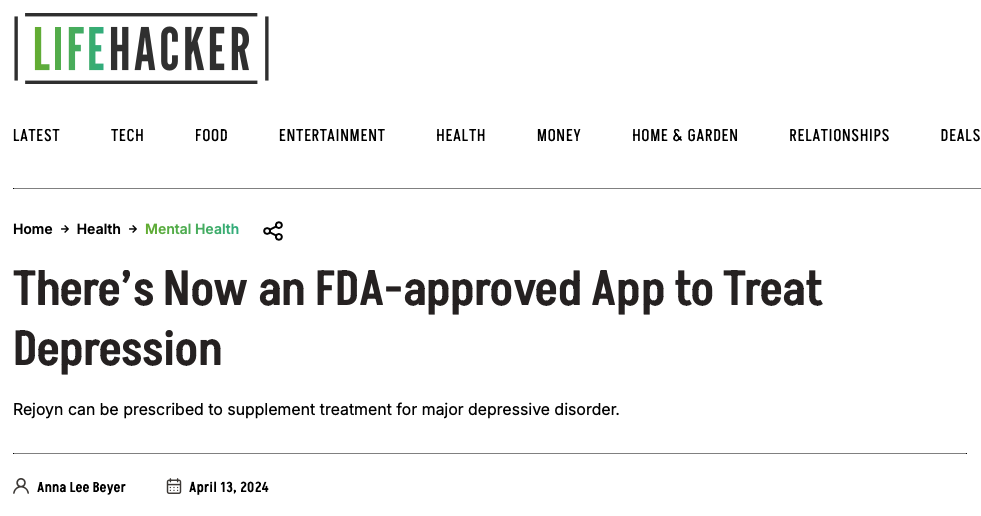 LIFEHACKER
LATEST TECH FOOD ENTERTAINMENT HEALTH MONEY HOME & GARDEN RELATIONSHIPS DEALS
Home → Health → Mental Health
There’s Now an FDA-approved App to Treat
Depression
Rejoyn can be prescribed to supplement treatment for major depressive disorder.
Anna Lee Beyer April 13, 2024